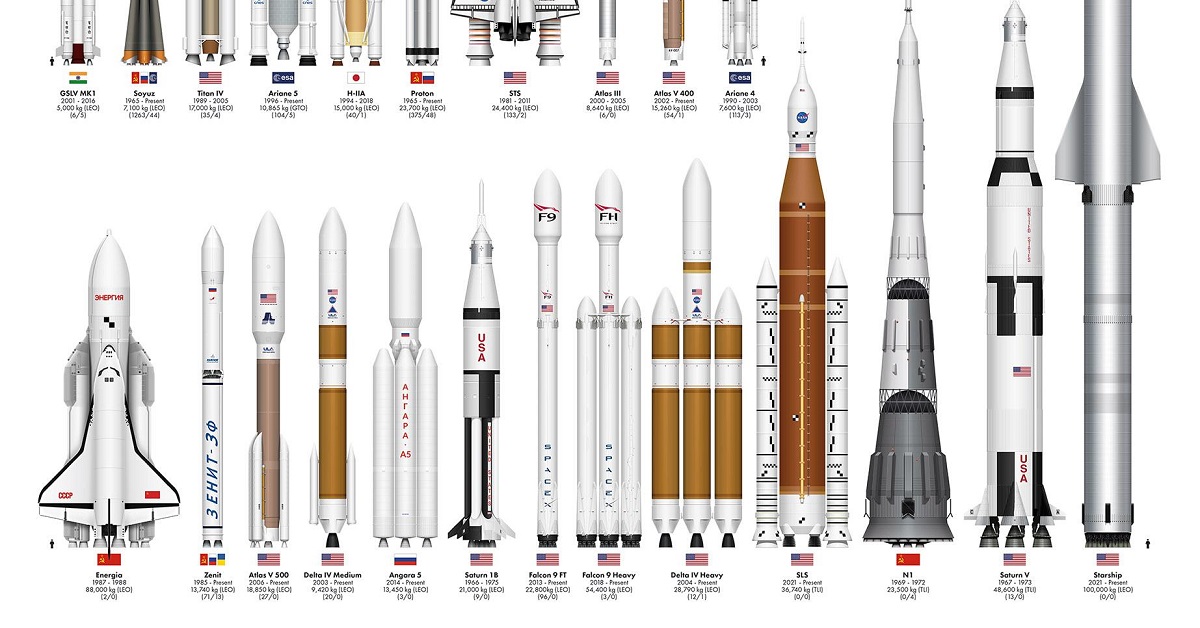 GSLV MK1
2001 - 2016
5,000 kg (LEO)
(6/5)
Soyuz
1965 - Present
7,100 kg (LEO)
(1263/44)
Titan IV
1989 - 2005
17,000 kg (LEO)
(35/4)
esa
Ariane 5
1996 - Present
10,865 kg (GTO)
(104/5)
H-IIA
1994 - 2018
15,000 kg (LEO)
(40/1)
Proton
1965 - Present
23,700 kg (LEO)
(375/48)
STS
1981 - 2011
24,400 kg (LEO)
(133/2)
Atlas III
2000 - 2005
8,640 kg (LEO)
(6/0)
Atlas V 400
2002 - Present
15,260 kg (LEO)
(54/1)
esa
Ariane 4
1990 - 2003
7,600 kg (LEO)
(113/3)
ЭНЕРГИЯ
СССР
ЗЕНИТ-3Ф
АНГАРА · А5
USA
UNITED STATES
F9
F9
SPACEX
FH
FH
SPACEX
NASA
UNITED STATES
USA
Energia
1987 - 1988
88,000 kg (LEO)
(2/0)
Zenit
1985 - Present
13,740 kg (LEO)
(71/13)
Atlas V 500
2006 - Present
18,850 kg (LEO)
(27/0)
Delta IV Medium
2003 - Present
9,420 kg (LEO)
(20/0)
Angara 5
2014 - Present
13,450 kg (LEO)
(3/0)
Saturn 1B
1966 - 1975
21,000 kg (LEO)
(9/0)
Falcon 9 FT
2013 - Present
22,800kg (LEO)
(96/0)
Falcon 9 Heavy
2018 - Present
54,400 kg (LEO)
(3/0)
Delta IV Heavy
2004 - Present
28,790 kg (LEO)
(12/1)
SLS
2021 - Present
36,740 kg (TLI)
(0/0)
N1
1969 - 1972
23,500 kg (TLI)
(0/4)
Saturn V
1967 - 1973
48,600 kg (TLI)
(13/0)
Starship
2021 - Present
100,000 kg (LEO)
(0/0)